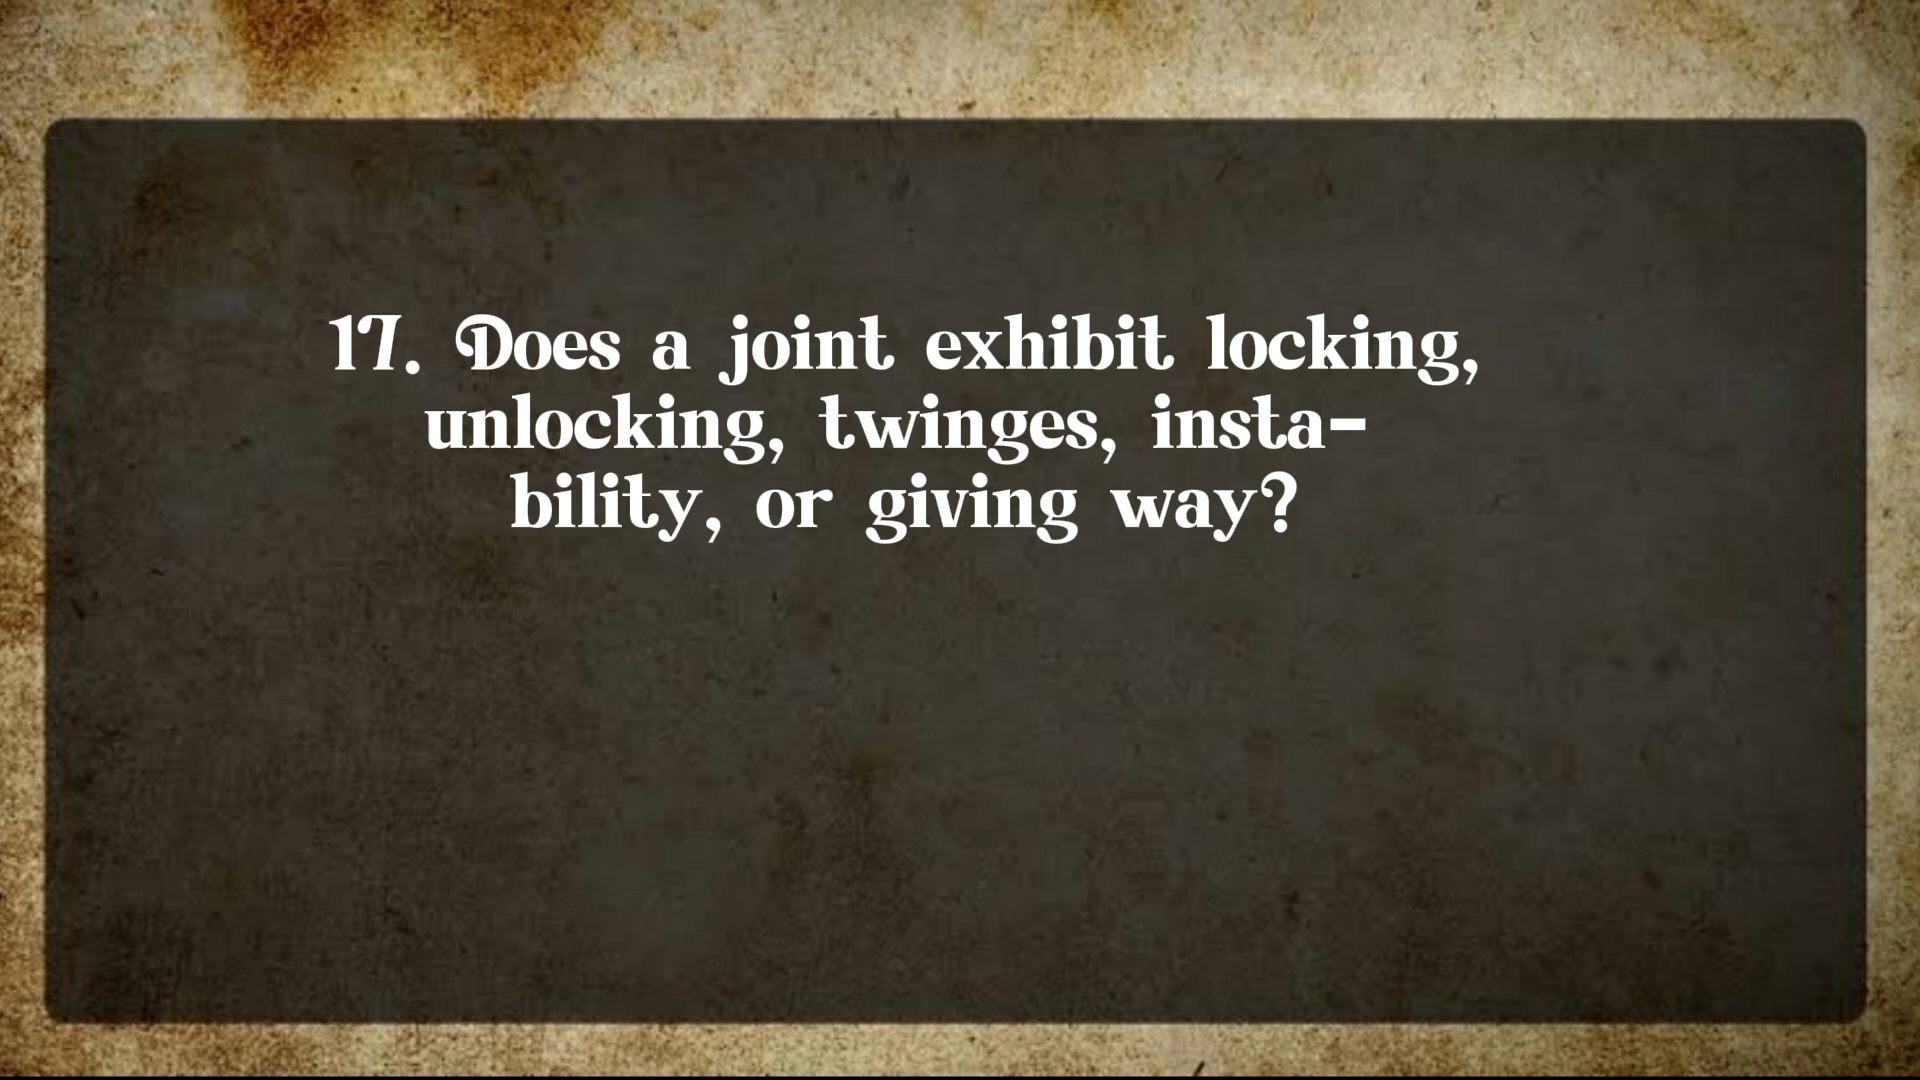 17. Does a joint exhibit locking,
unlocking, twinges, insta-
bility, or giving way?